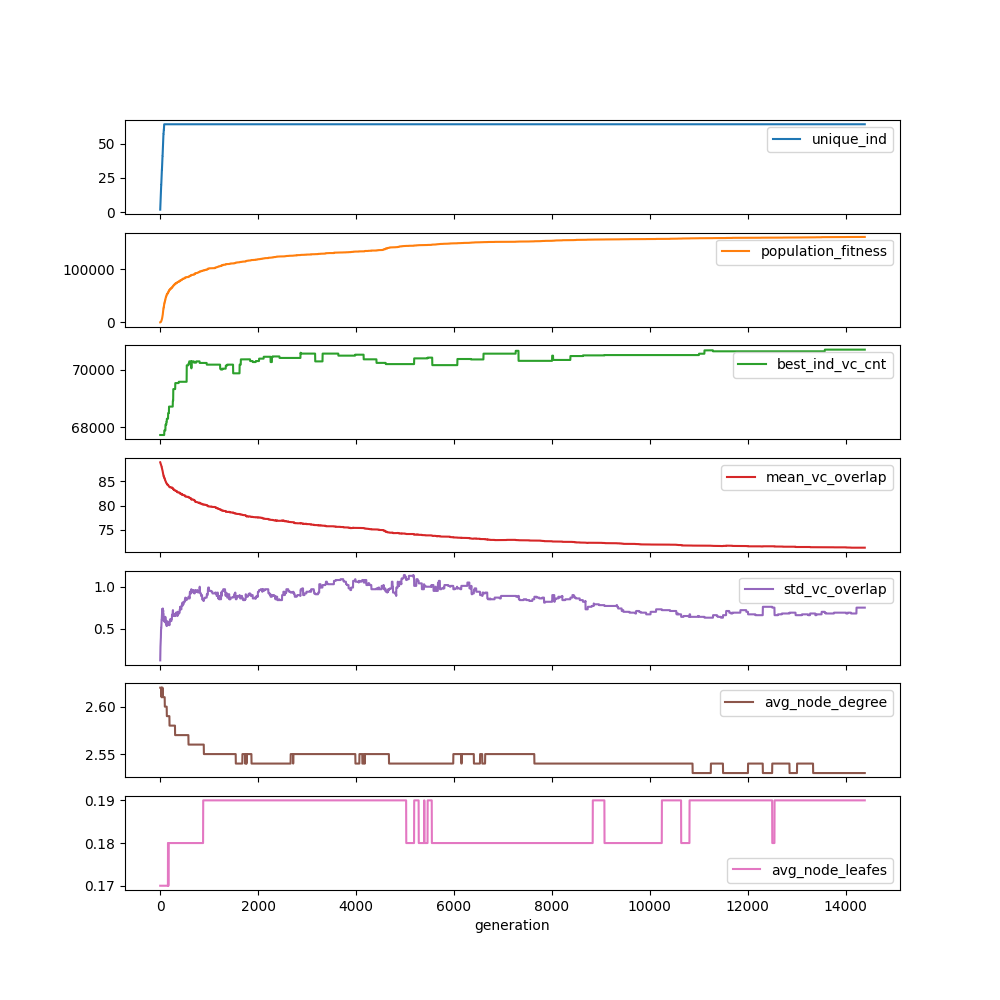 50
25
0
unique_ind
100000
0
population_fitness
70000
68000
best_ind_vc_cnt
85
80
75
mean_vc_overlap
1.0
0.5
std_vc_overlap
2.60
2.55
avg_node_degree
0.19
0.18
0.17
avg_node_leafes
0 2000 4000 6000 8000 10000 12000 14000
generation